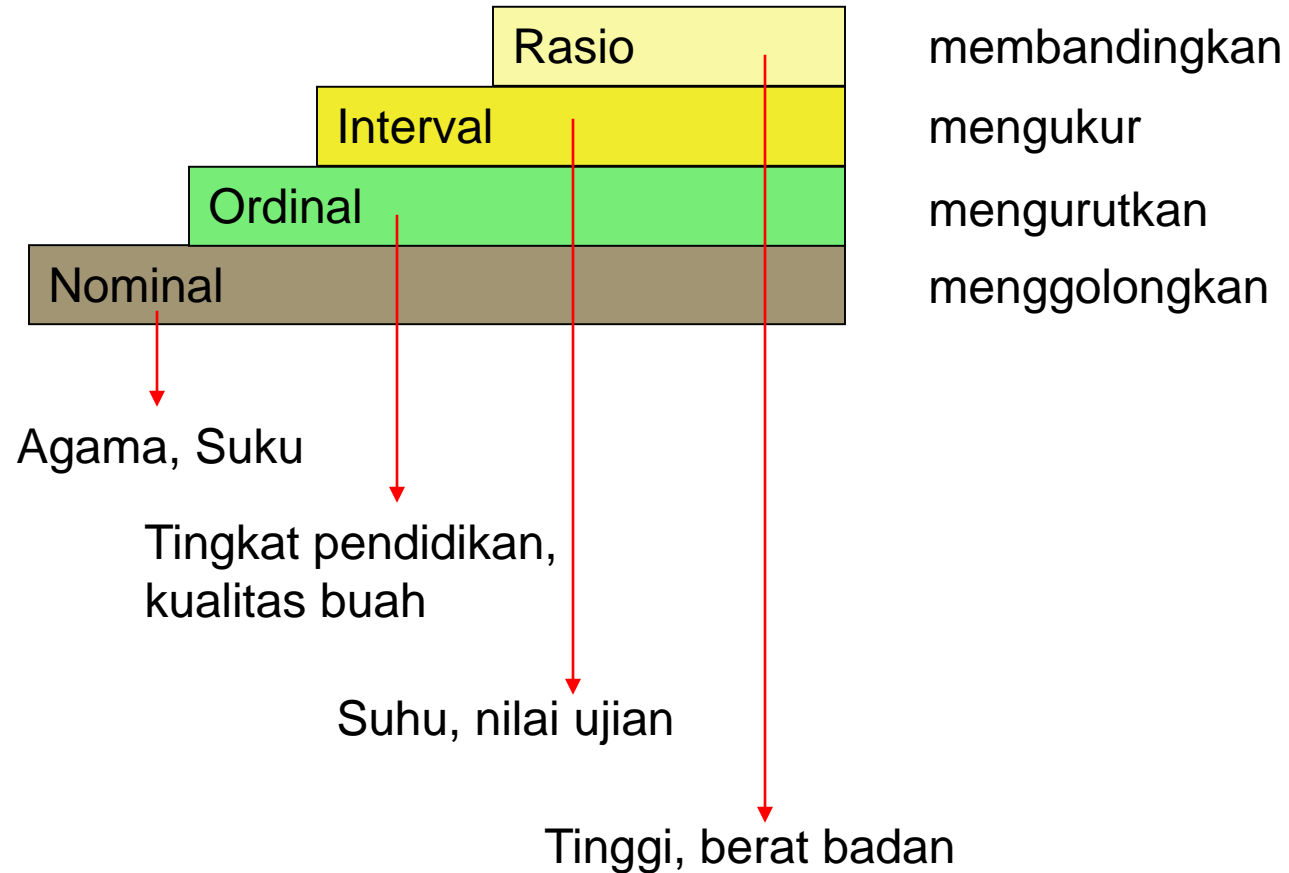 Rasio membandingkan
Interval mengukur
Ordinal mengurutkan
Nominal menggolongkan
Agama, Suku
Tingkat pendidikan,
kualitas buah
Suhu, nilai ujian
Tinggi, berat badan